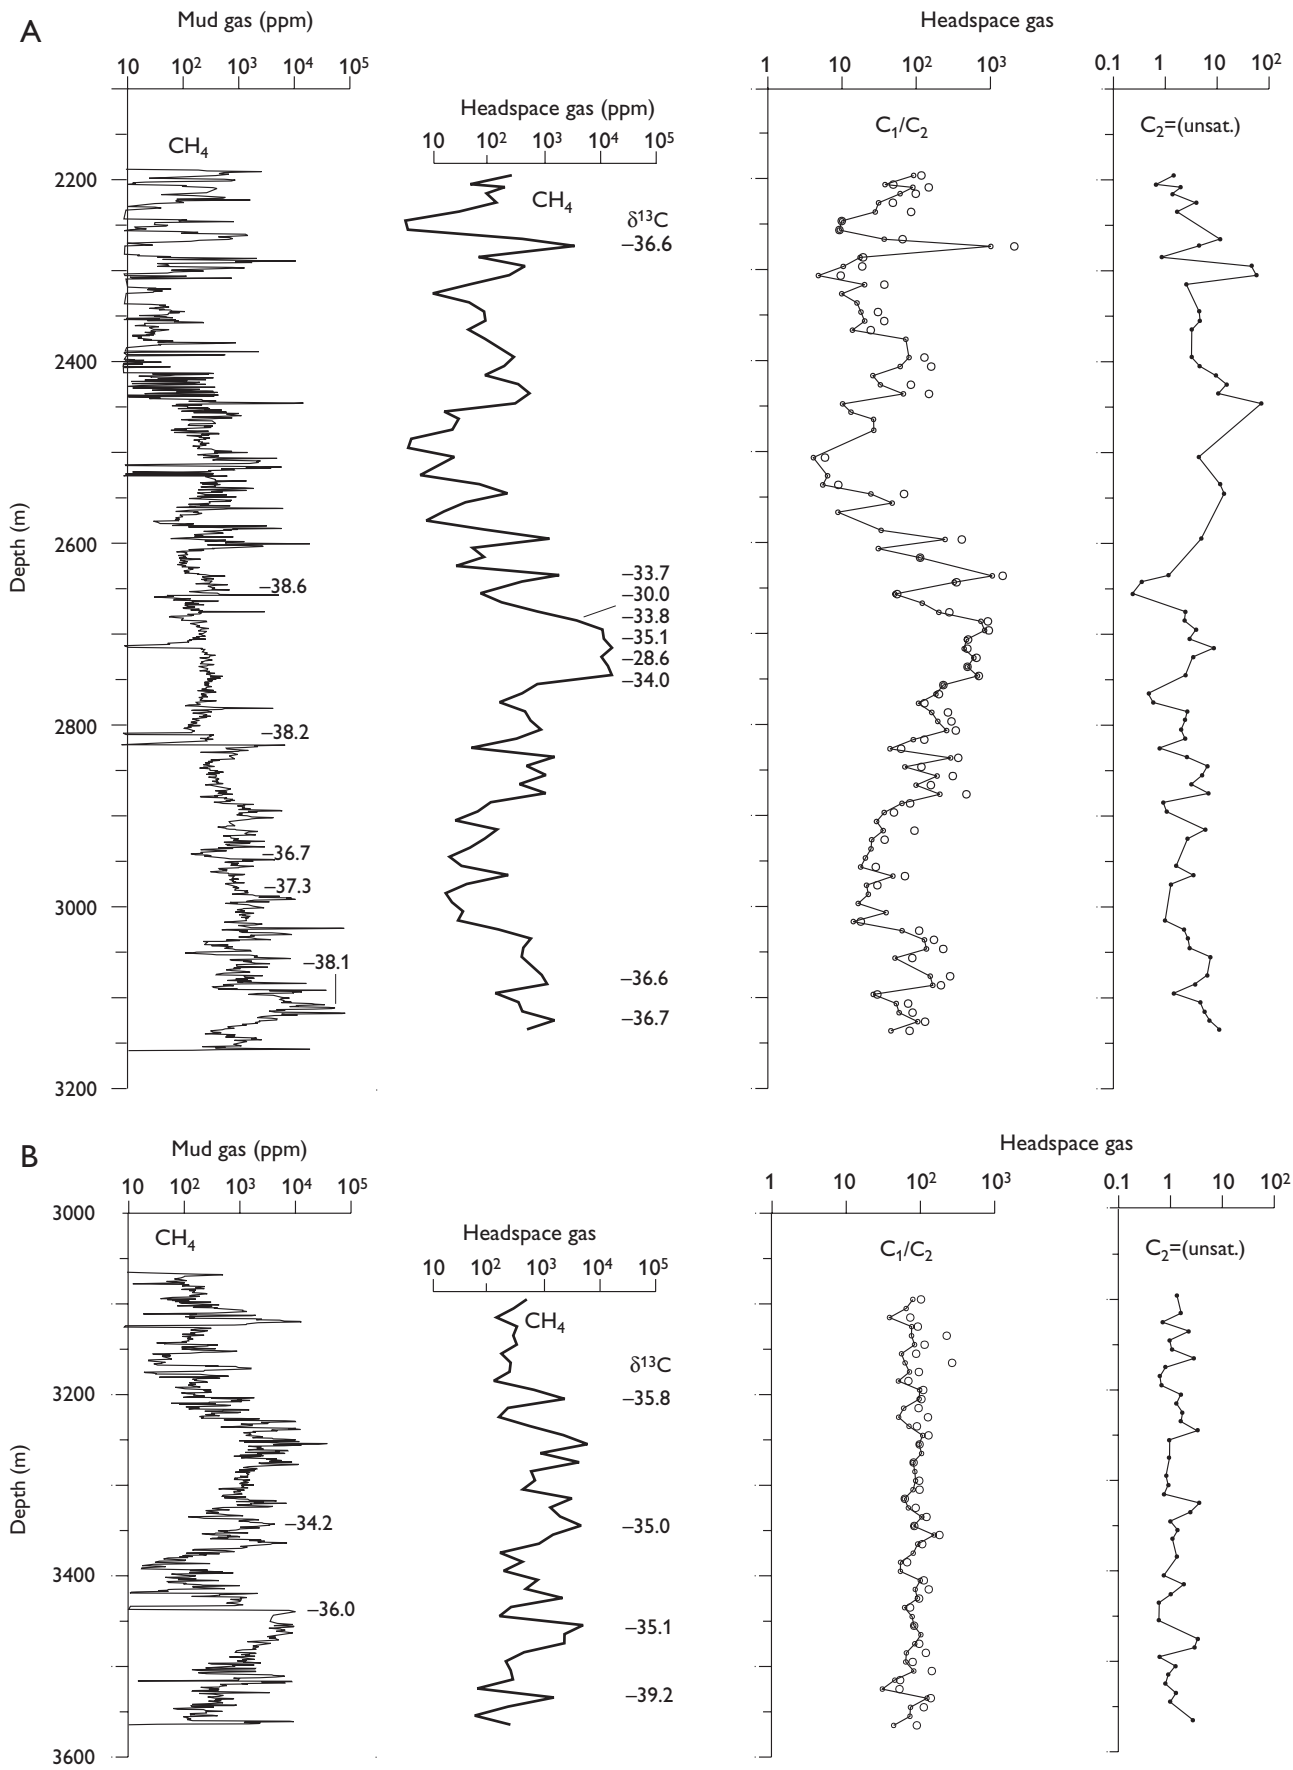 A
Mud gas (ppm)
Headspace gas
10 10² 10³ 10⁴ 10⁵
1 10 10² 10³
0.1 1 10 10²
Headspace gas (ppm)
10 10² 10³ 10⁴ 10⁵
CH₄
C₁/C₂
C₂=(unsat.)
2200
CH₄
δ¹³C
–36.6
2400
Depth (m)
2600
–38.6
–33.7
–30.0
–33.8
–35.1
–28.6
–34.0
2800
–38.2
–36.7
–37.3
3000
–38.1
–36.6
–36.7
3200
B
Mud gas (ppm)
Headspace gas
10 10² 10³ 10⁴ 10⁵
1 10 10² 10³
0.1 1 10 10²
3000
CH₄
Headspace gas
10 10² 10³ 10⁴ 10⁵
C₁/C₂
C₂=(unsat.)
CH₄
δ¹³C
3200
–35.8
Depth (m)
–34.2
–35.0
3400
–36.0
–35.1
–39.2
3600